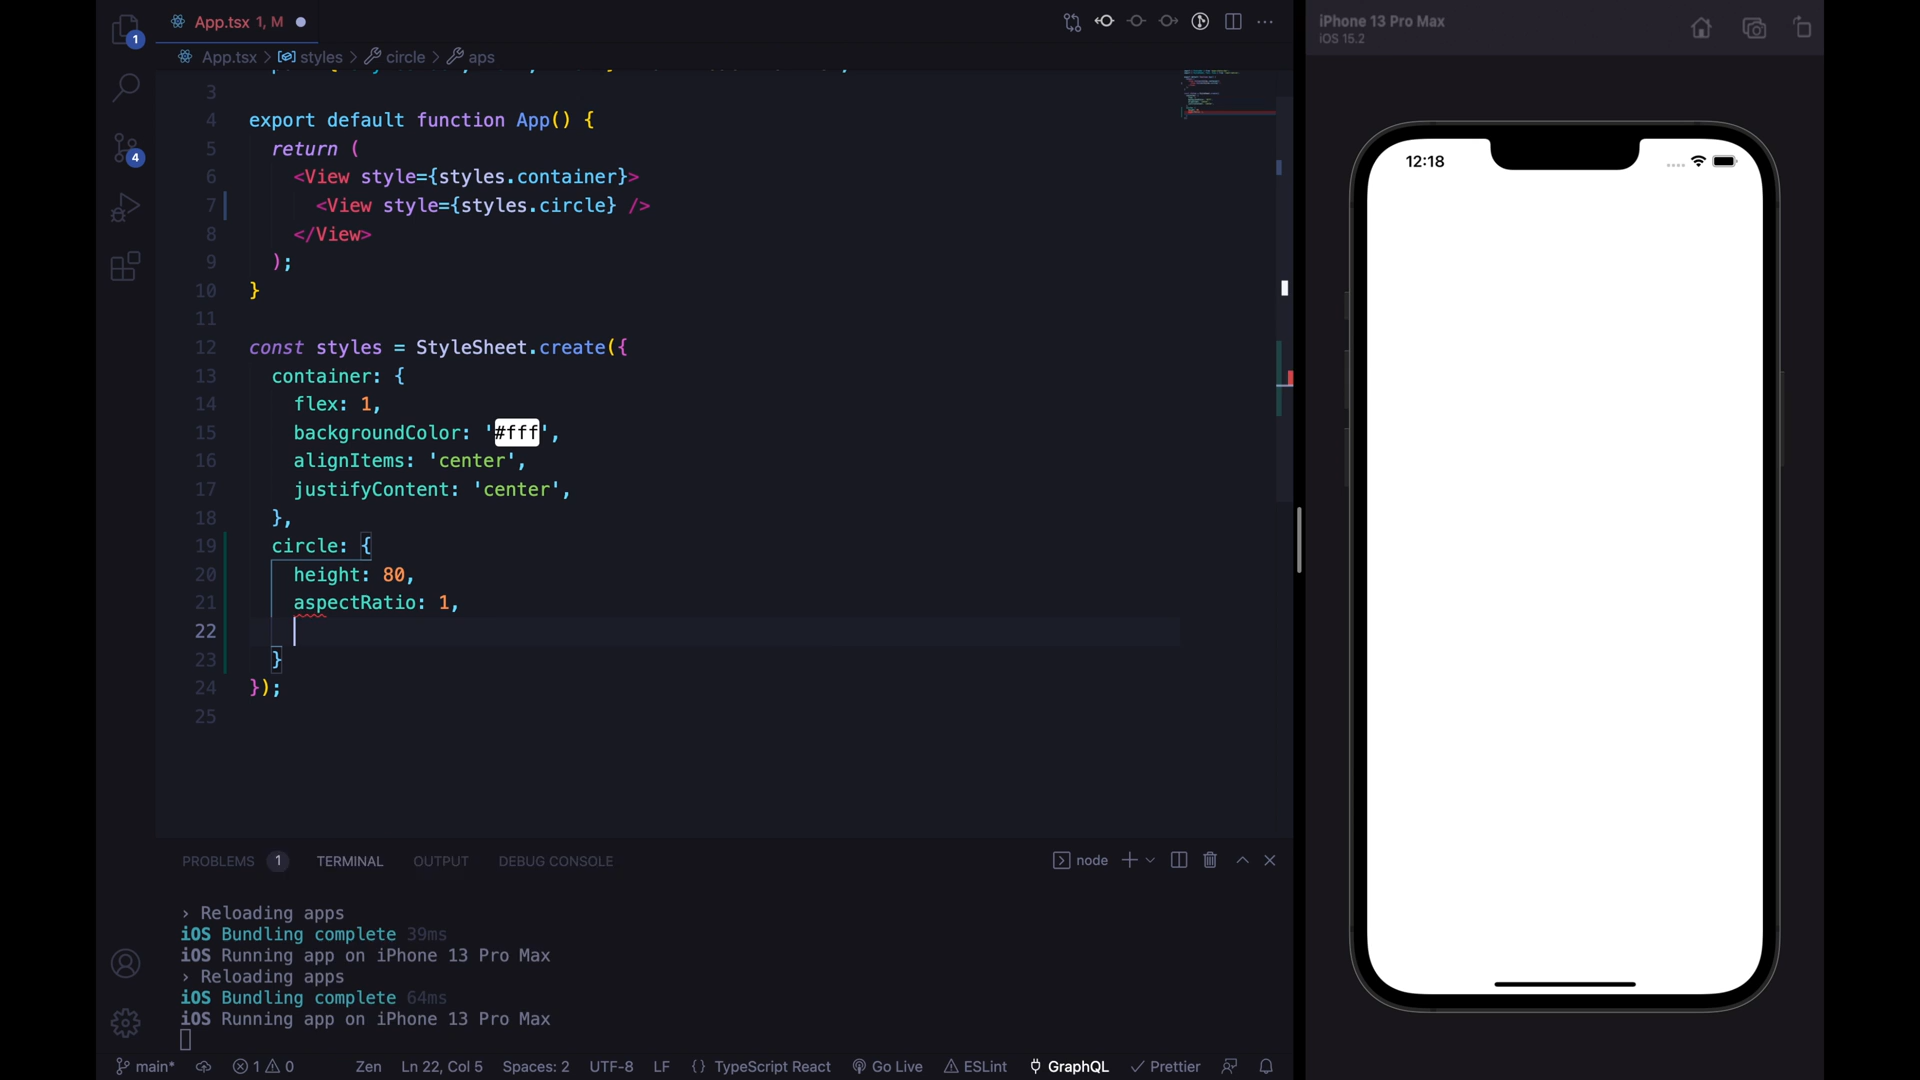 1
App.tsx 1, M
App.tsx > styles > circle > aps
3
4 export default function App() {
5 return (
6 <View style={styles.container}>
4
7 <View style={styles.circle} />
8 </View>
9 );
10 }
11
12 const styles = StyleSheet.create({
13 container: {
14 flex: 1,
15 backgroundColor: '#fff',
16 alignItems: 'center',
17 justifyContent: 'center',
18 },
19 circle: {
20 height: 80,
21 aspectRatio: 1,
22
23 }
24 });
25
PROBLEMS 1 TERMINAL OUTPUT DEBUG CONSOLE node
› Reloading apps
iOS Bundling complete 39ms
iOS Running app on iPhone 13 Pro Max
› Reloading apps
iOS Bundling complete 64ms
iOS Running app on iPhone 13 Pro Max
main* 1 0 Zen Ln 22, Col 5 Spaces: 2 UTF-8 LF {} TypeScript React Go Live ESLint GraphQL Prettier
iPhone 13 Pro Max
iOS 15.2
12:18